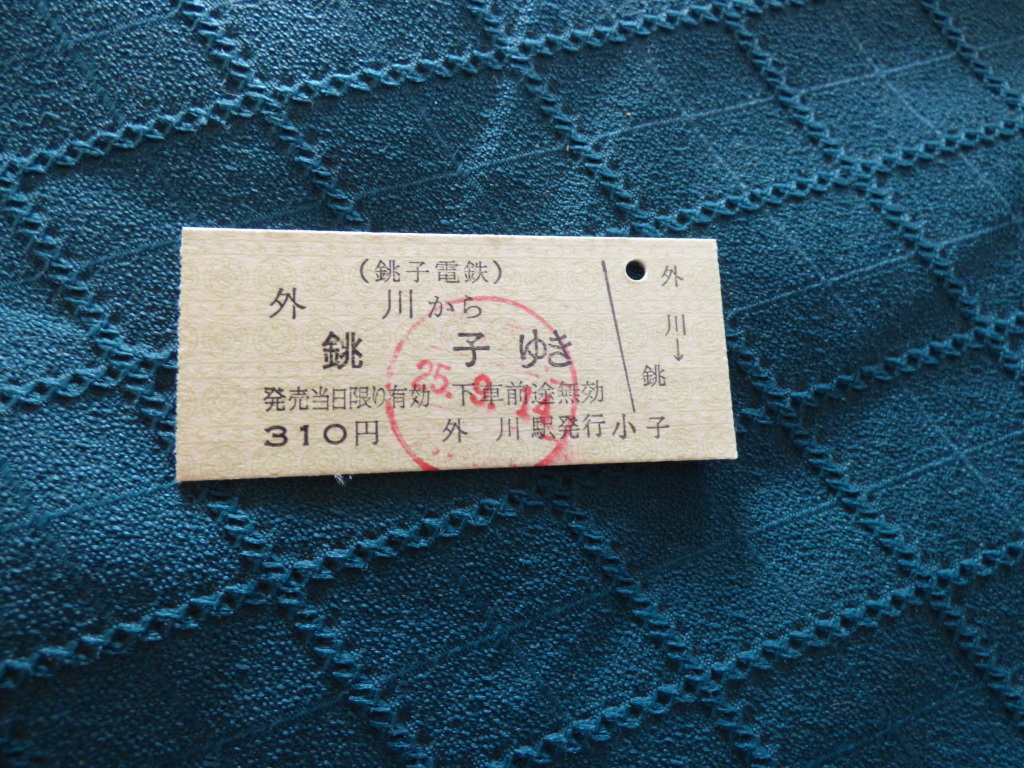 (銚子電鉄)
外川から
銚子ゆき
発売当日限り有効 下車前途無効
310円 外川駅発行
25.9.14
外
川→
銚
小子